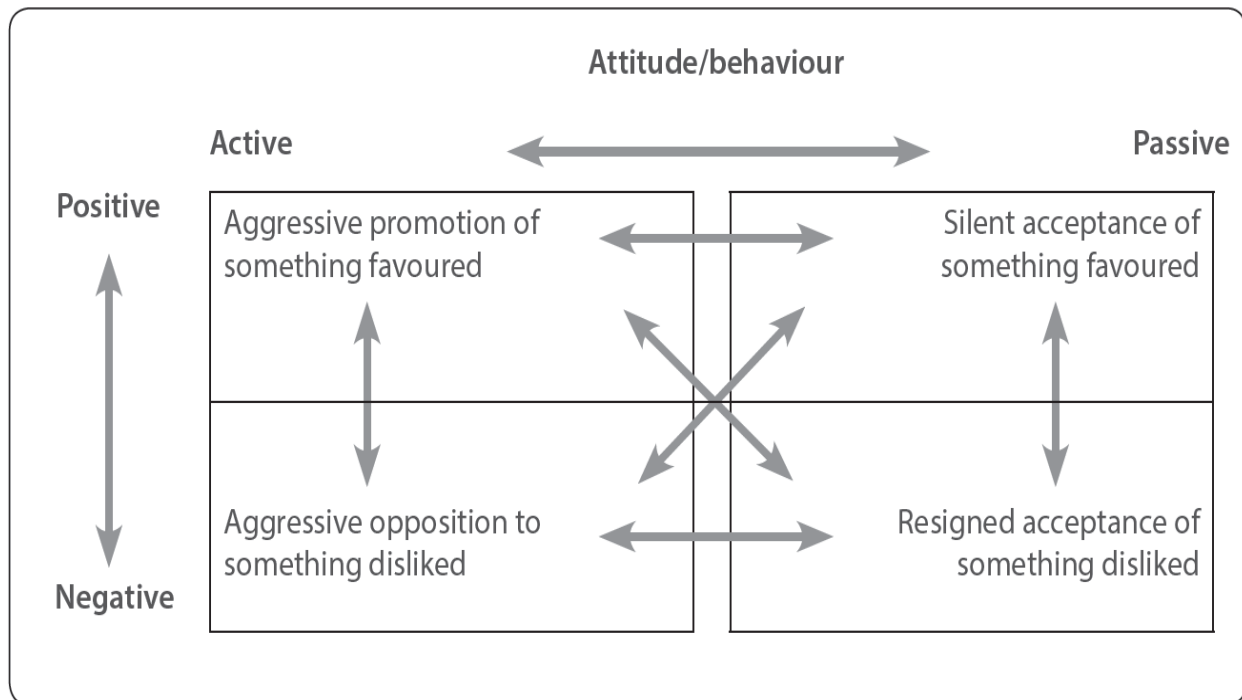 Attitude/behaviour
Active
Passive
Positive
Aggressive promotion of
something favoured
Silent acceptance of
something favoured
Aggressive opposition to
something disliked
Resigned acceptance of
something disliked
Negative